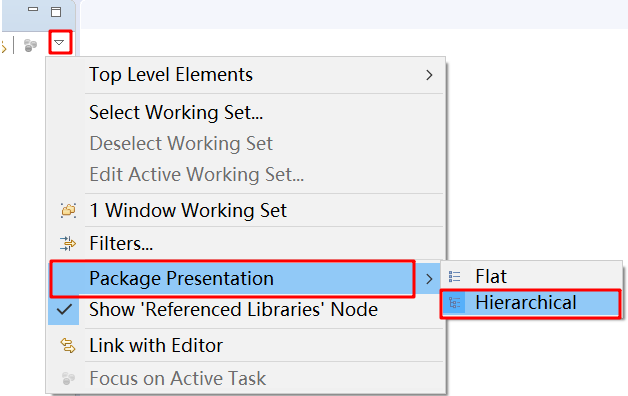 Top Level Elements
Select Working Set...
Deselect Working Set
Edit Active Working Set...
1 Window Working Set
Filters...
Package Presentation
Flat
Hierarchical
Show 'Referenced Libraries' Node
Link with Editor
Focus on Active Task